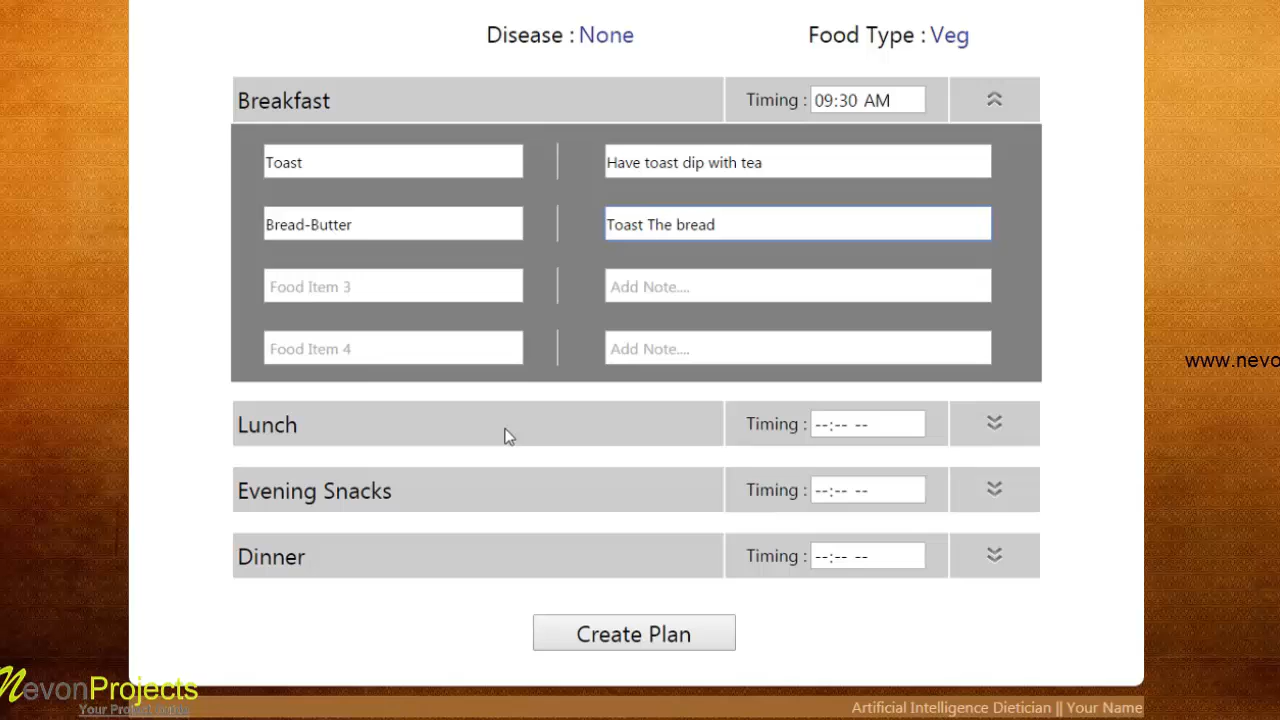 Disease : None Food Type : Veg
Breakfast Timing : 09:30 AM
Toast Have toast dip with tea
Bread-Butter Toast The bread
Food Item 3 Add Note....
Food Item 4 Add Note....
www.nevo
Lunch Timing : --:-- --
Evening Snacks Timing : --:-- --
Dinner Timing : --:-- --
Create Plan
NevonProjects
Artificial Intelligence Dietician || Your Name